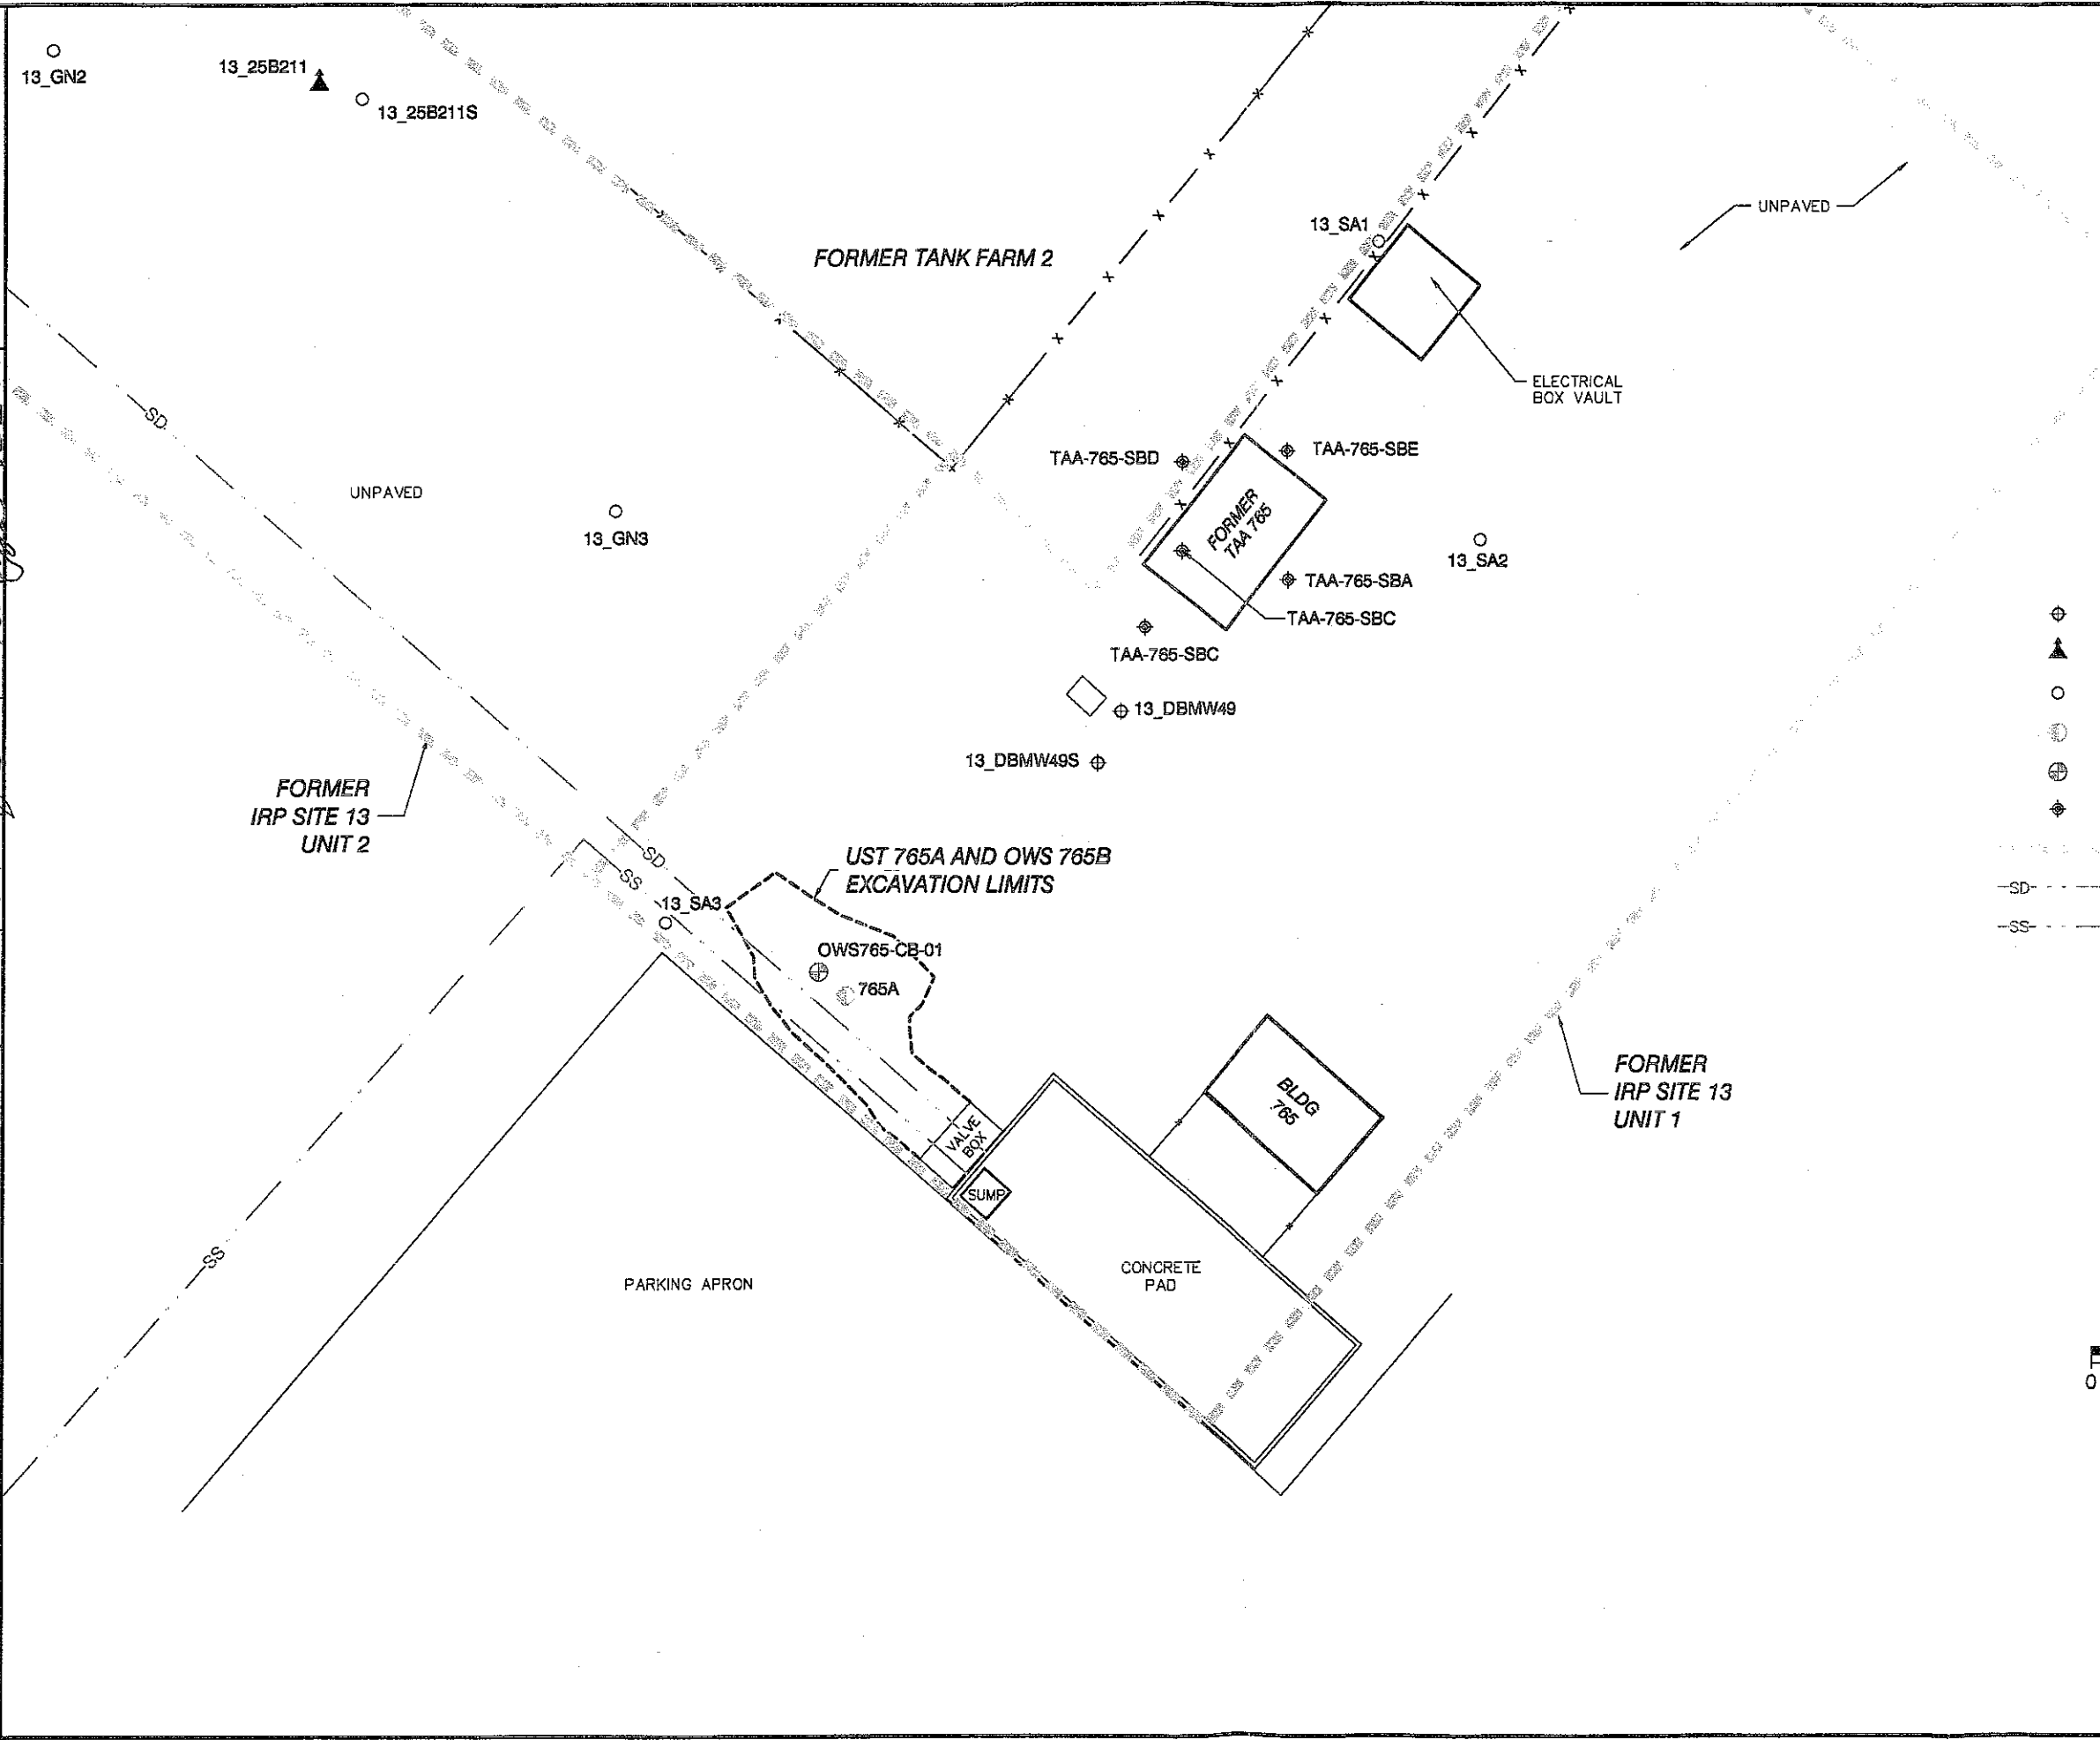 13_GN2
13_25B211
13_25B211S
FORMER TANK FARM 2
13_SA1
UNPAVED
ELECTRICAL
BOX VAULT
SD
UNPAVED
13_GN3
TAA-765-SBD
TAA-765-SBE
FORMER
TAA 765
13_SA2
TAA-765-SBA
TAA-765-SBC
TAA-765-SBC
13_DBMW49
13_DBMW49S
FORMER
IRP SITE 13
UNIT 2
SD
SS
UST 765A AND OWS 765B
EXCAVATION LIMITS
13_SA3
OWS765-CB-01
765A
SD
SS
BLDG
765
FORMER
IRP SITE 13
UNIT 1
VALVE
BOX
SUMP
SS
PARKING APRON
CONCRETE
PAD
0